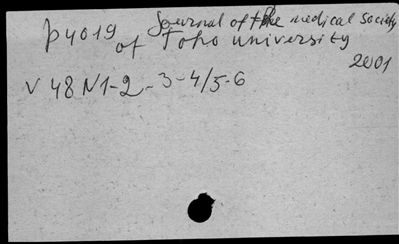 p4019 Journal of the medical society
of Toho university
2001
V 48 N1-2-3-4/5-6